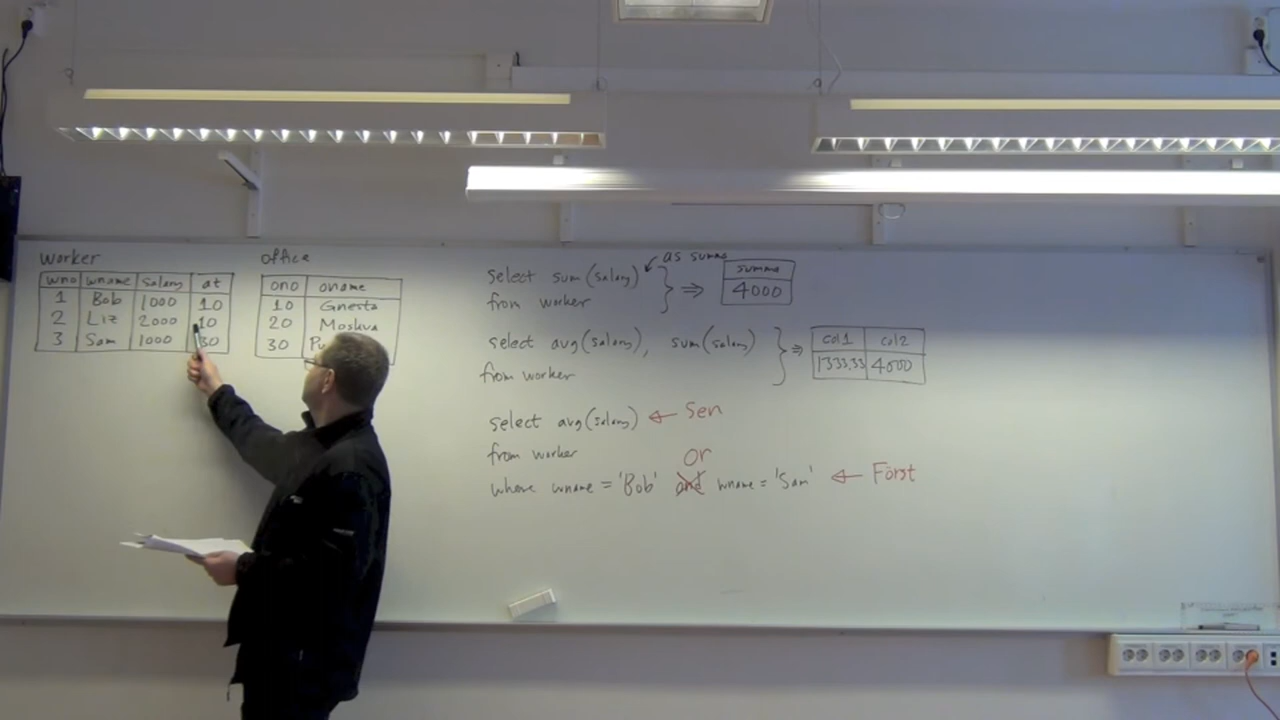 worker
wno wname salary at
1 Bob 1000 10
2 Liz 2000 10
3 Sam 1000 30
office
ono oname
10 Gnesta
20 Moskva
30
as summa
select sum(salary)
from worker
⇒
summa
4000
select avg(salary), sum(salary)
from worker
⇒
col1 col2
1333,33 4000
select avg(salary) ← Sen
from worker
or
where wname = 'Bob' and wname = 'Sam' ← Först